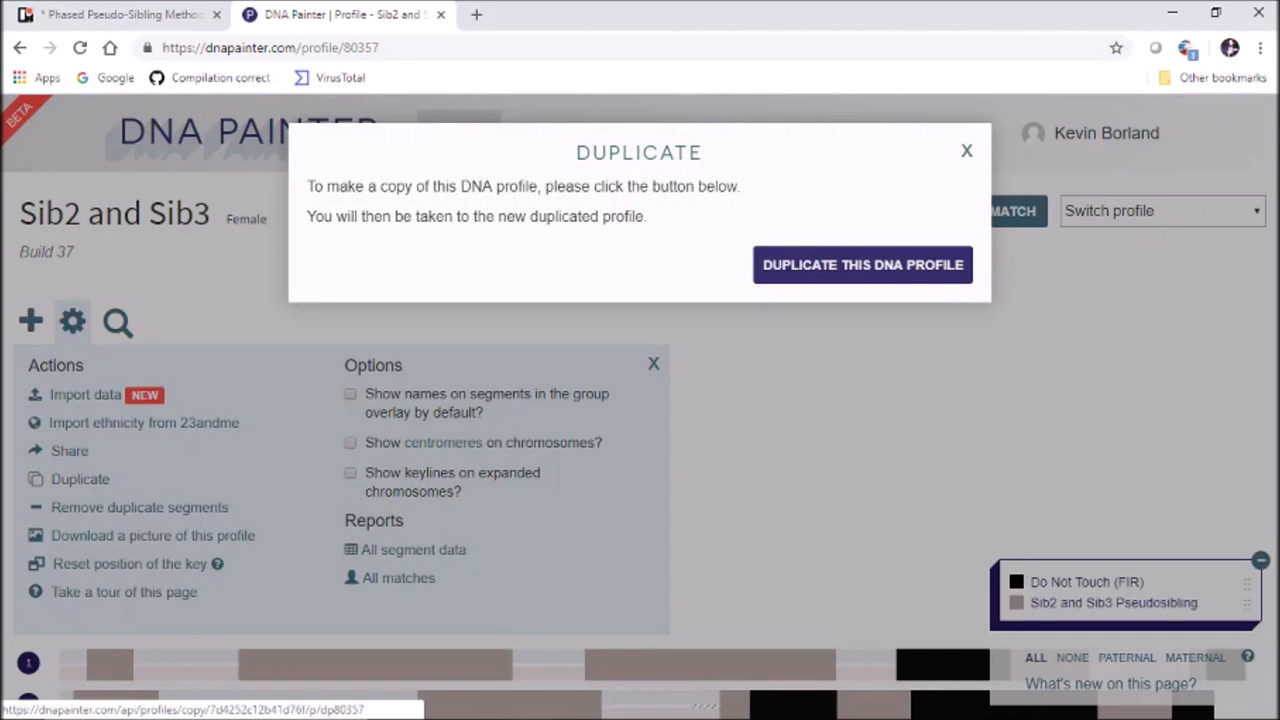 * Phased Pseudo-Sibling Method
DNA Painter | Profile - Sib2 and S
https://dnapainter.com/profile/80357
Apps
Google
Compilation correct
VirusTotal
Other bookmarks
BETA
DNA PAINTER
Kevin Borland
DUPLICATE
X
To make a copy of this DNA profile, please click the button below.
You will then be taken to the new duplicated profile.
DUPLICATE THIS DNA PROFILE
Sib2 and Sib3 Female
Build 37
MATCH
Switch profile
Actions
Import data NEW
Import ethnicity from 23andme
Share
Duplicate
Remove duplicate segments
Download a picture of this profile
Reset position of the key ?
Take a tour of this page
Options
X
Show names on segments in the group
overlay by default?
Show centromeres on chromosomes?
Show keylines on expanded
chromosomes?
Reports
All segment data
All matches
Do Not Touch (FIR)
Sib2 and Sib3 Pseudosibling
1
ALL NONE PATERNAL MATERNAL ?
What's new on this page?
https://dnapainter.com/api/profiles/copy/7d4252c12b41d76f/p/dp80357